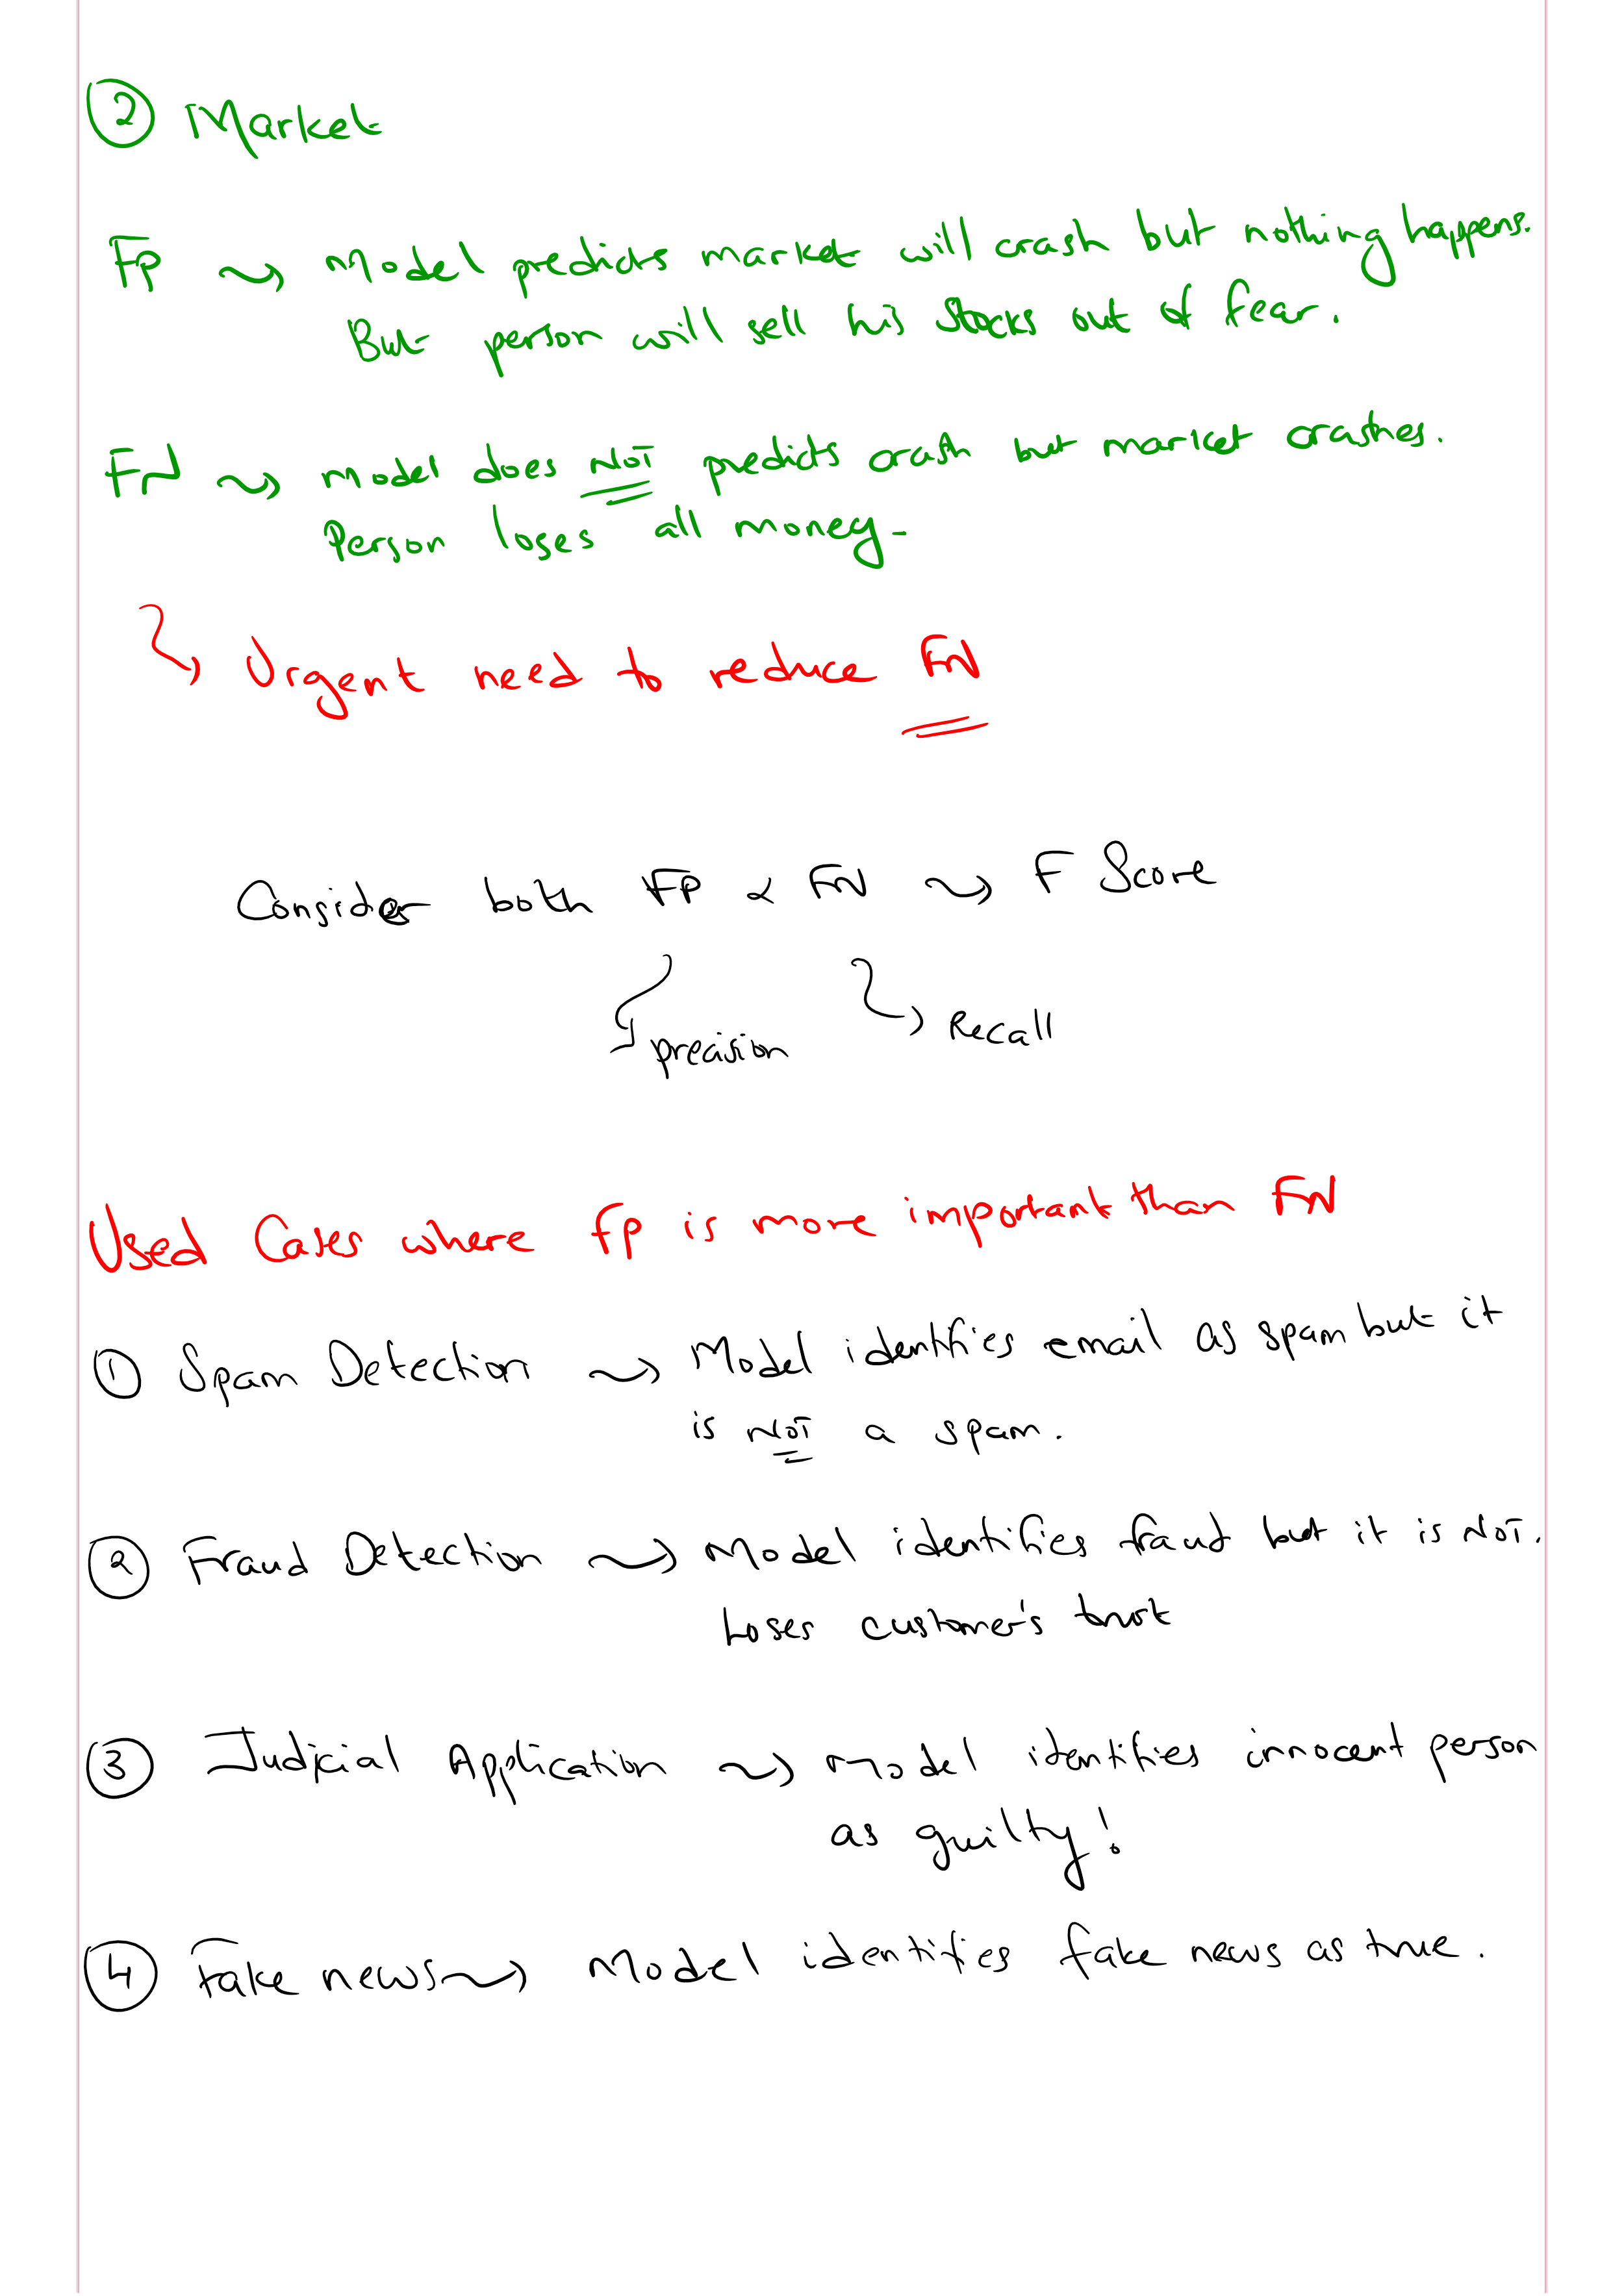 ② Market
FP ⇝ Model predicts market will crash but nothing happens.
But person will sell his stocks out of fear.
FN ⇝ model does NOT predicts crash but market crashes.
Person loses all money.
Urgent need to reduce FN
Consider both FP & FN ⇝ F Score
precision
Recall
Used Cases where FP is more important than FN
① Spam Detection ⇝ Model identifies email as spam but it
is NOT a spam.
② Fraud Detection ⇝ Model identifies fraud but it is NOT.
Loses customer's trust
③ Judicial Application ⇝ Model identifies innocent person
as guilty!
④ Fake news ⇝ Model identifies fake news as true.